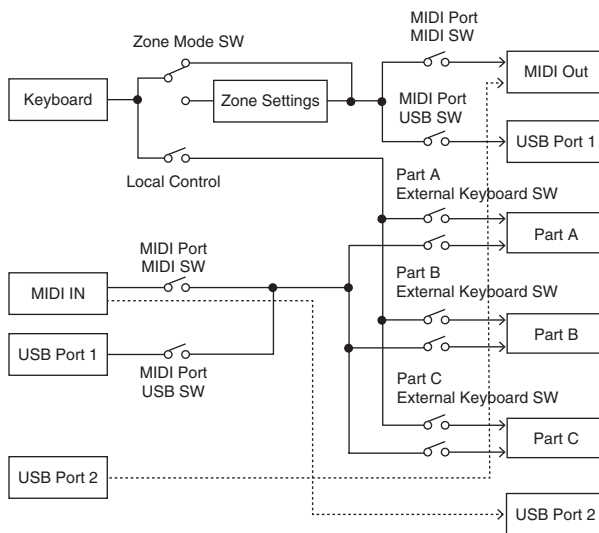 Zone Mode SW
MIDI Port
MIDI SW
Keyboard
Zone Settings
MIDI Out
MIDI Port
USB SW
USB Port 1
Local Control
Part A
External Keyboard SW
Part A
MIDI Port
MIDI SW
MIDI IN
Part B
External Keyboard SW
Part B
USB Port 1
MIDI Port
USB SW
Part C
External Keyboard SW
Part C
USB Port 2
USB Port 2